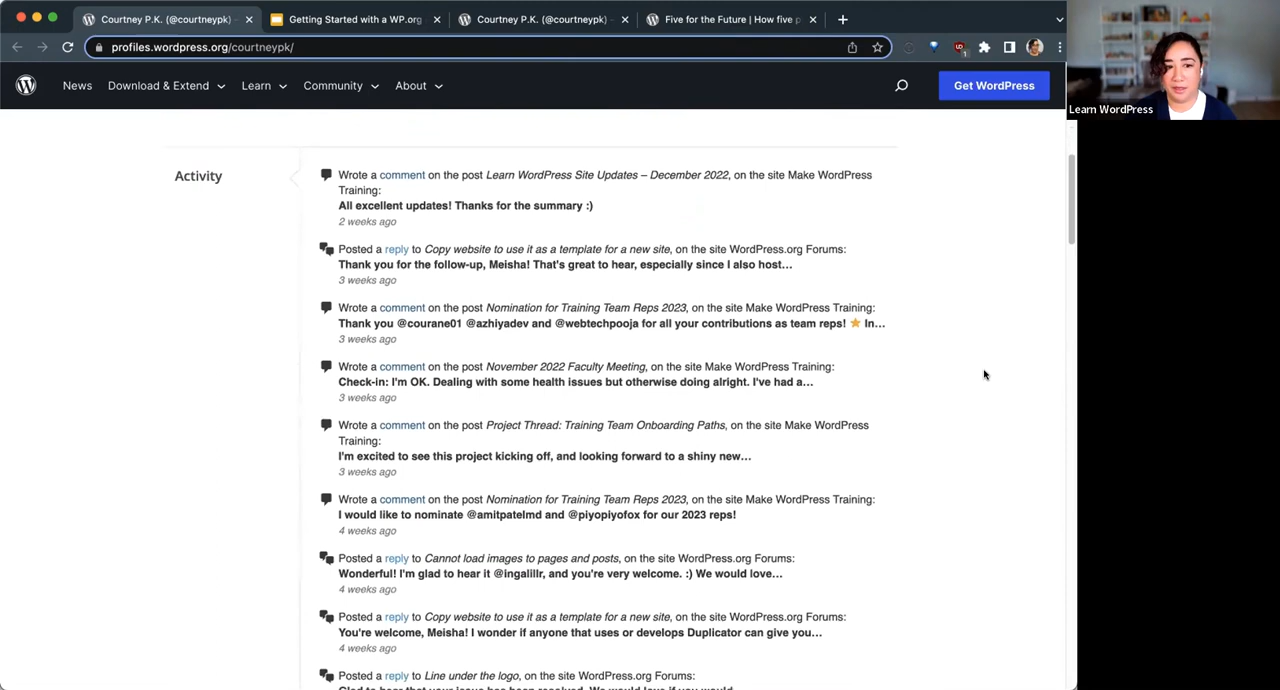 Courtney P.K. (@courtneypk) -
Getting Started with a WP.org
Courtney P.K. (@courtneypk) -
Five for the Future | How five p
profiles.wordpress.org/courtneypk/
News
Download & Extend
Learn
Community
About
Get WordPress
Learn WordPress
Activity
Wrote a comment on the post Learn WordPress Site Updates – December 2022, on the site Make WordPress
Training:
All excellent updates! Thanks for the summary :)
2 weeks ago
Posted a reply to Copy website to use it as a template for a new site, on the site WordPress.org Forums:
Thank you for the follow-up, Meisha! That's great to hear, especially since I also host...
3 weeks ago
Wrote a comment on the post Nomination for Training Team Reps 2023, on the site Make WordPress Training:
Thank you @courane01 @azhiyadev and @webtechpooja for all your contributions as team reps! ⭐ In...
3 weeks ago
Wrote a comment on the post November 2022 Faculty Meeting, on the site Make WordPress Training:
Check-in: I'm OK. Dealing with some health issues but otherwise doing alright. I've had a...
3 weeks ago
Wrote a comment on the post Project Thread: Training Team Onboarding Paths, on the site Make WordPress
Training:
I'm excited to see this project kicking off, and looking forward to a shiny new...
3 weeks ago
Wrote a comment on the post Nomination for Training Team Reps 2023, on the site Make WordPress Training:
I would like to nominate @amitpatelmd and @piyopiyofox for our 2023 reps!
4 weeks ago
Posted a reply to Cannot load images to pages and posts, on the site WordPress.org Forums:
Wonderful! I'm glad to hear it @ingalillr, and you're very welcome. :) We would love...
4 weeks ago
Posted a reply to Copy website to use it as a template for a new site, on the site WordPress.org Forums:
You're welcome, Meisha! I wonder if anyone that uses or develops Duplicator can give you...
4 weeks ago
Posted a reply to Line under the logo, on the site WordPress.org Forums:
Glad to hear that your issue has been resolved. We would love if you would